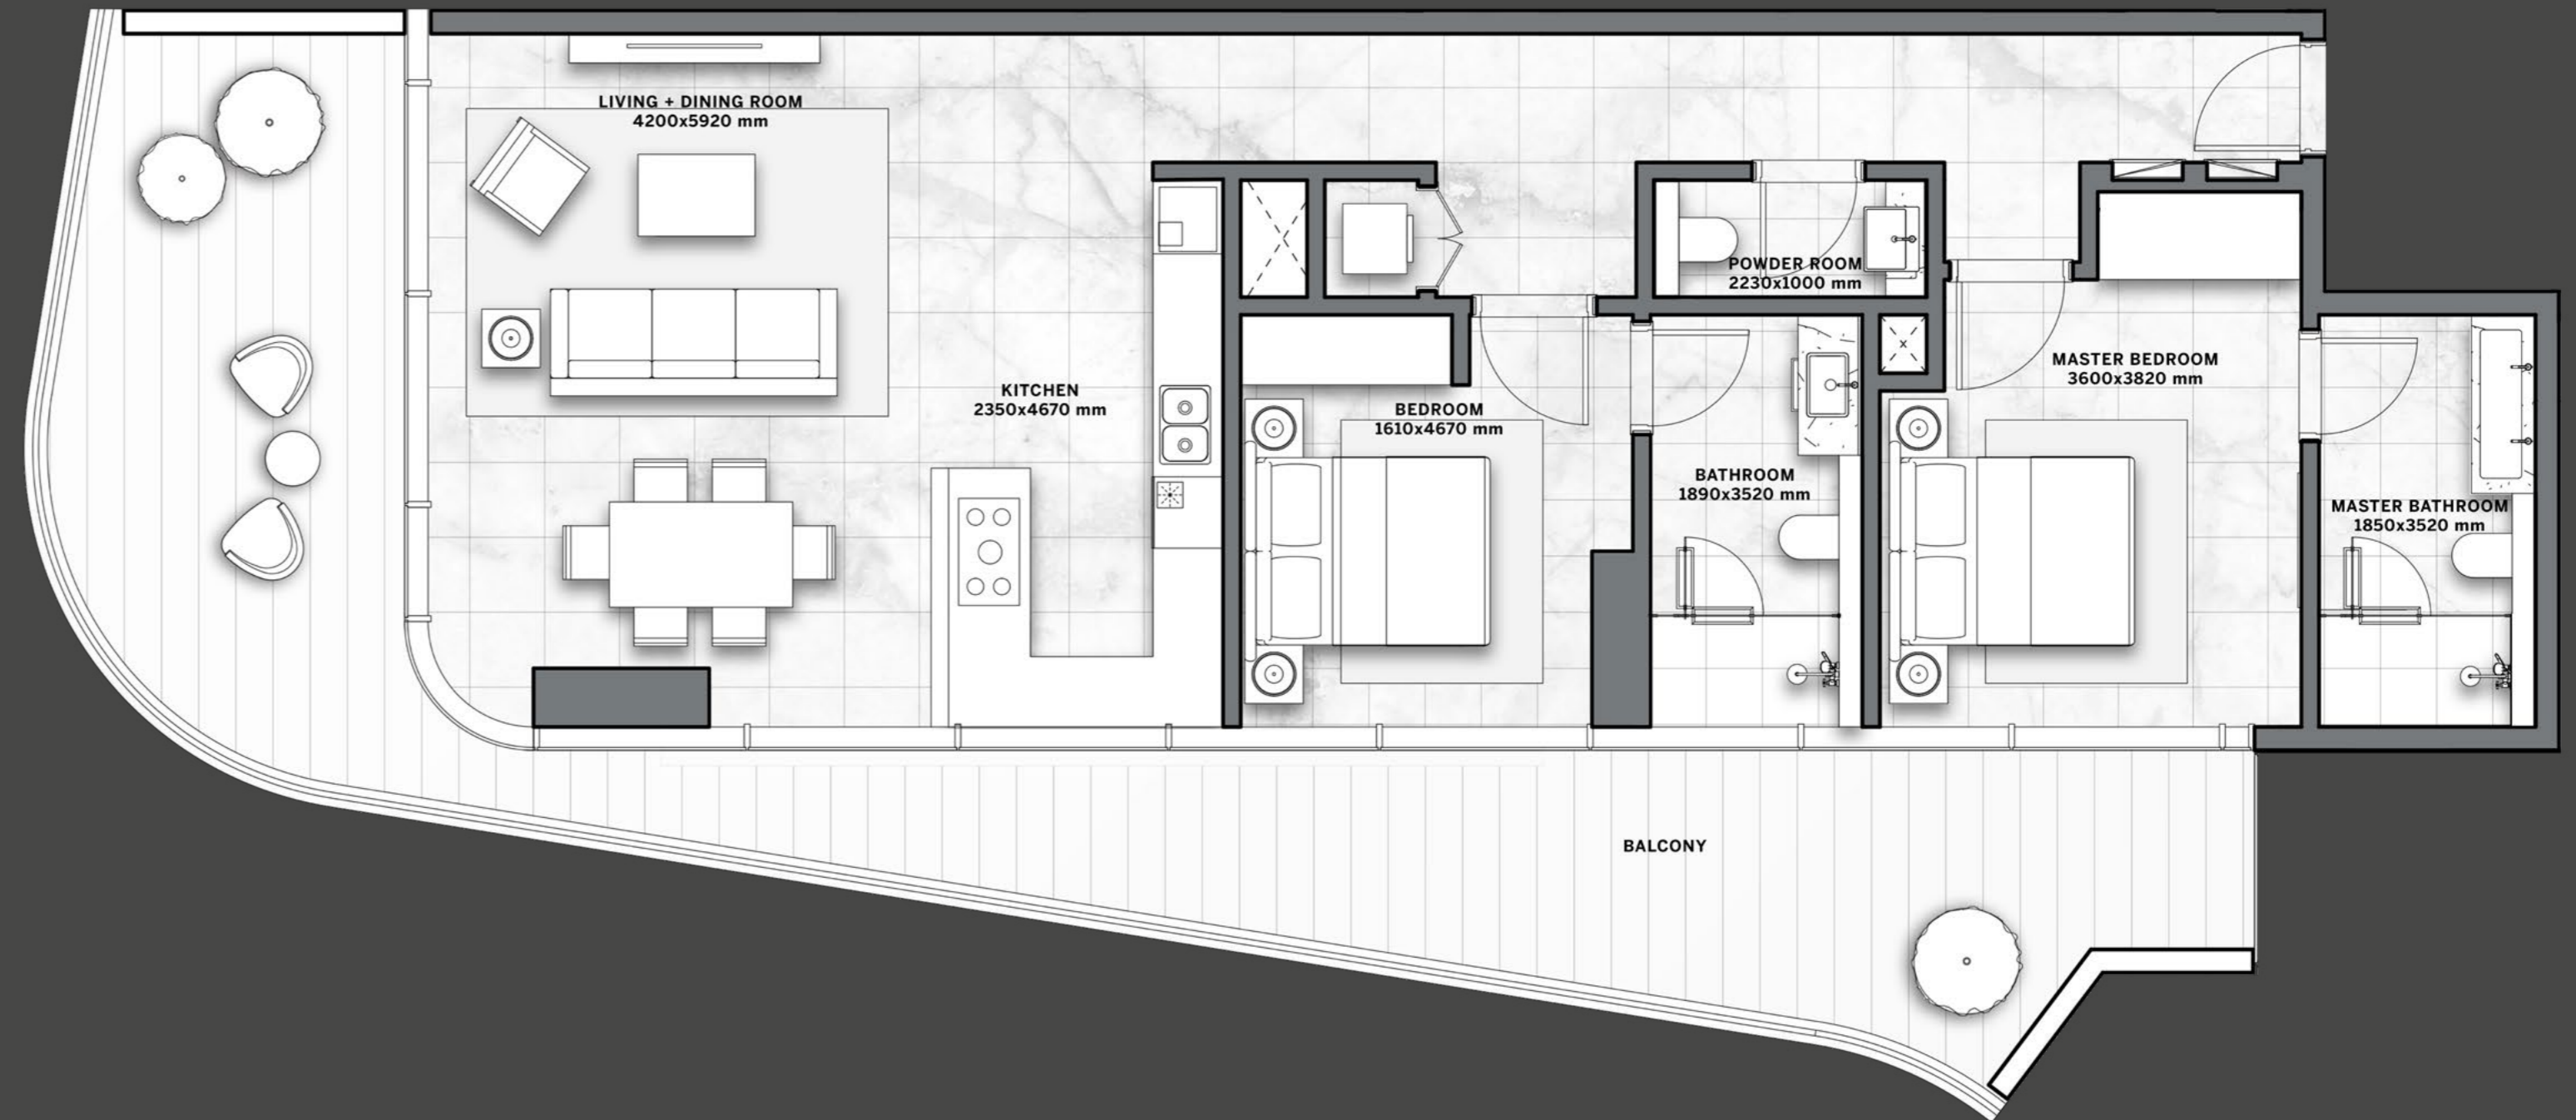 LIVING + DINING ROOM
4200x5920 mm
KITCHEN
2350x4670 mm
BEDROOM
1610x4670 mm
POWDER ROOM
2230x1000 mm
BATHROOM
1890x3520 mm
MASTER BEDROOM
3600x3820 mm
MASTER BATHROOM
1850x3520 mm
BALCONY